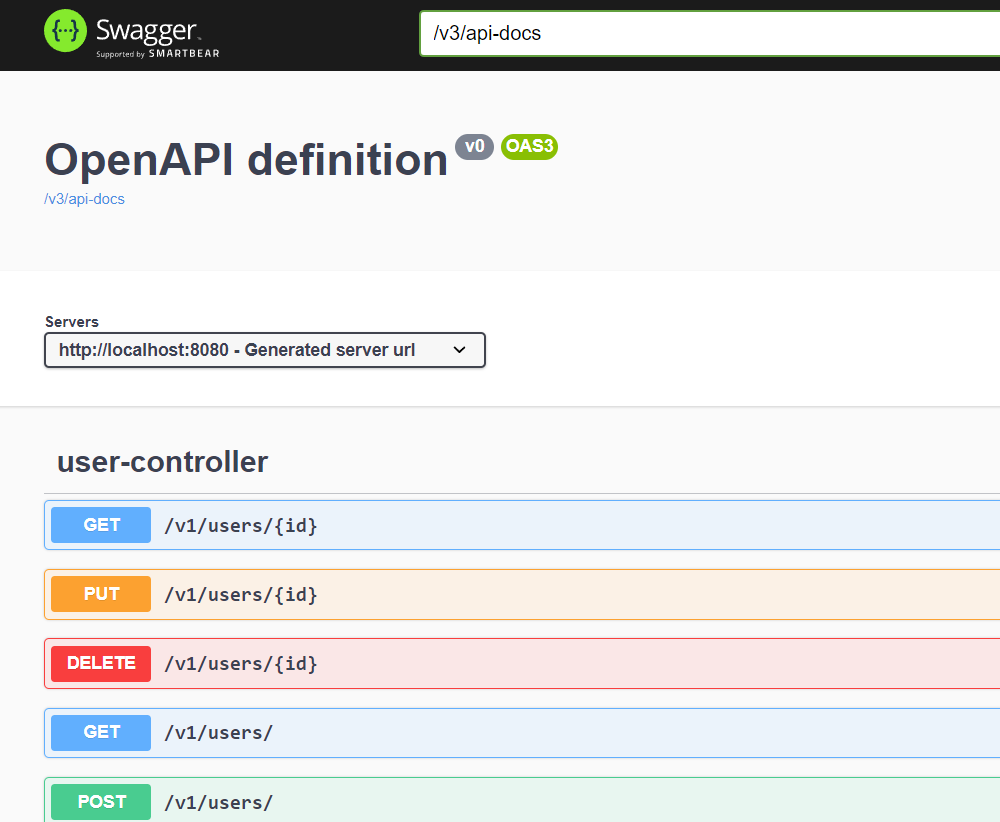 {···} Swagger™
Supported by SMARTBEAR
/v3/api-docs
OpenAPI definition v0 OAS3
/v3/api-docs
Servers
http://localhost:8080 - Generated server url
user-controller
GET /v1/users/{id}
PUT /v1/users/{id}
DELETE /v1/users/{id}
GET /v1/users/
POST /v1/users/